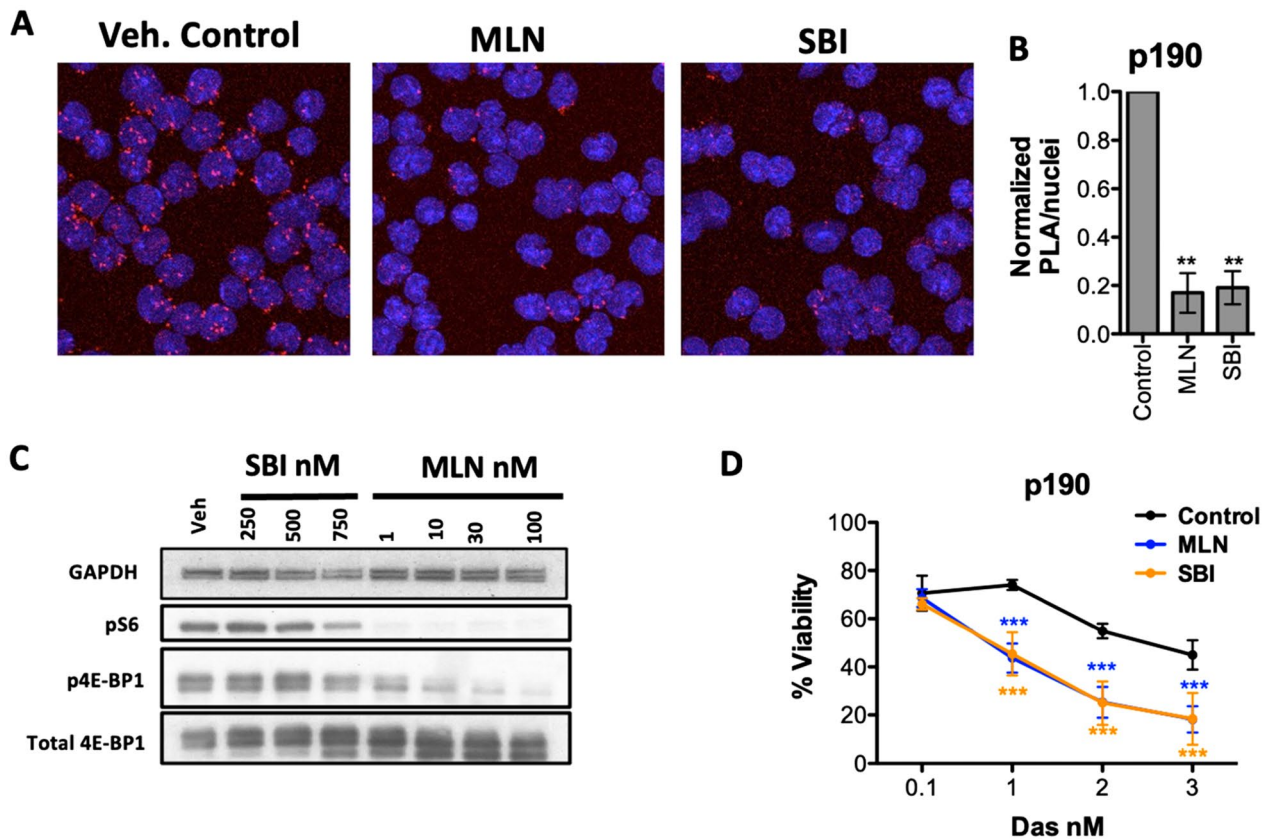 A
Veh. Control
MLN
SBI
B
p190
Normalized
PLA/nuclei
1.0
0.8
0.6
0.4
0.2
0.0
**
**
Control
MLN
SBI
C
SBI nM
MLN nM
Veh
250
500
750
1
10
30
100
GAPDH
pS6
p4E-BP1
Total 4E-BP1
D
p190
% Viability
100
80
60
40
20
0
Control
MLN
SBI
***
***
***
***
***
***
0.1
1
2
3
Das nM